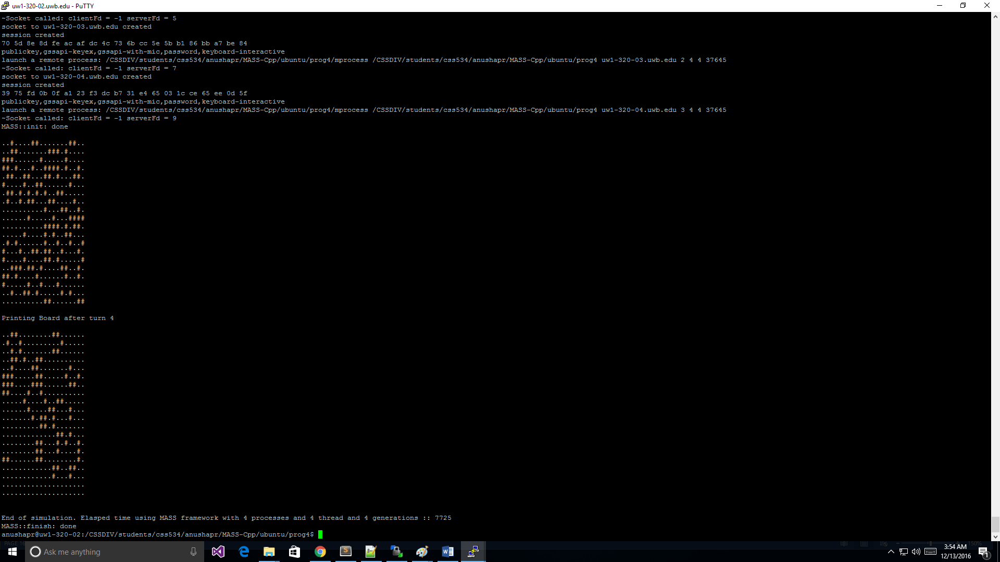 uw1-320-02.uwb.edu - PuTTY
~Socket called: clientFd = -1 serverFd = 5
socket to uw1-320-03.uwb.edu created
session created
70 5d 8e 8d fe ac af dc 4c 73 6b cc 5e 5b b1 86 bb a7 be 84
publickey,gssapi-keyex,gssapi-with-mic,password,keyboard-interactive
launch a remote process: /CSSDIV/students/css534/anushapr/MASS-Cpp/ubuntu/prog4/mprocess /CSSDIV/students/css534/anushapr/MASS-Cpp/ubuntu/prog4 uw1-320-03.uwb.edu 2 4 4 37645
~Socket called: clientFd = -1 serverFd = 7
socket to uw1-320-04.uwb.edu created
session created
39 75 fd 0b 0f a1 23 f3 dc b7 31 e4 65 03 1c ce 65 ee 0d 5f
publickey,gssapi-keyex,gssapi-with-mic,password,keyboard-interactive
launch a remote process: /CSSDIV/students/css534/anushapr/MASS-Cpp/ubuntu/prog4/mprocess /CSSDIV/students/css534/anushapr/MASS-Cpp/ubuntu/prog4 uw1-320-04.uwb.edu 3 4 4 37645
~Socket called: clientFd = -1 serverFd = 9
MASS::init: done
..#....##.......##..
..##.......###.#....
###......#.....#....
##.#...#..####.#..#.
.##..##...##.#...##.
#....#..##......#...
.##.#.#.#.#..##.....
.#..#.##...##....#..
..........#...##..#.
......#.....#...####
..........####.#.##.
.....#....#.#..##...
.#.#......#..#..#..#
#...#..##.##..#...#.
#....#....##.#.....#
..###.##.#....##..#.
##.#....#......#..#.
#.....#..#...#......
..#..##.#.....#.#...
..........##......##
Printing Board after turn 4
..##........##......
.#..#.........#.....
..#.#.......##......
..##.#..##..........
..#....##.......#...
###.....##.....#..#.
###....###......##..
##....#..#..........
.....#....#..##.....
......#....##...#...
.......#.##.#...#...
.........##.#.......
.............##.#...
........##...#.#..#.
........##...#....#.
##......##........#.
............##..##..
............#...#...
....................
....................
End of simulation. Elasped time using MASS framework with 4 processes and 4 thread and 4 generations :: 7725
MASS::finish: done
anushapr@uw1-320-02:/CSSDIV/students/css534/anushapr/MASS-Cpp/ubuntu/prog4$
PAGE 16
150%
Ask me anything
3:54 AM
12/13/2016
1